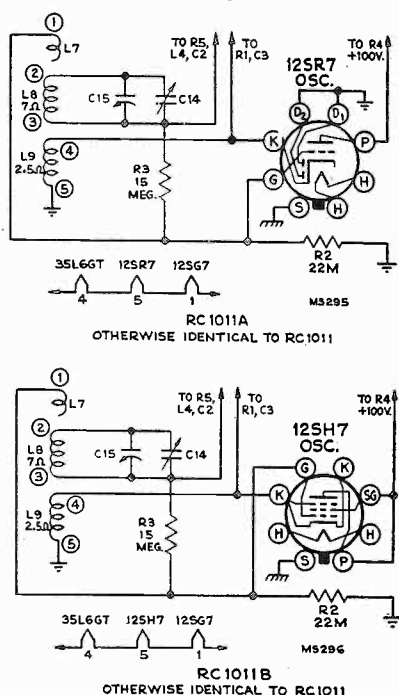 1
L7
TO R5,
L4, C2
TO
R1, C3
12SR7
OSC.
TO R4
+100V.
2
L8
7Ω
3
C15
C14
D2
D1
K
P
L9
2.5Ω
4
5
R3
15
MEG.
G
H
S
H
R2
22M
35L6GT 12SR7 12SG7
4 5 1
MS295
RC1011A
OTHERWISE IDENTICAL TO RC1011
1
L7
TO R5,
L4, C2
TO
R1, C3
TO R4
+100V.
12SH7
OSC.
2
L8
7Ω
3
C15
C14
G
K
K
SG
L9
2.5Ω
4
5
R3
15
MEG.
H
H
S
P
R2
22M
35L6GT 12SH7 12SG7
4 5 1
MS296
RC1011B
OTHERWISE IDENTICAL TO RC1011